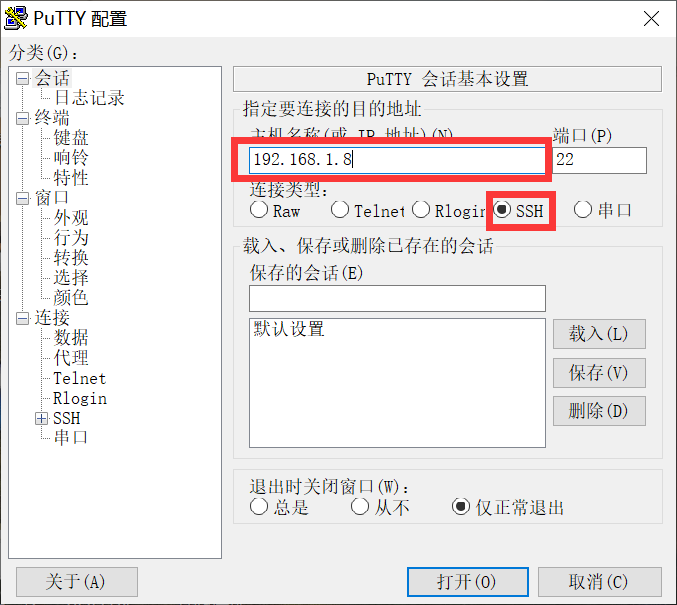 PuTTY 配置
分类(G):
会话
日志记录
终端
键盘
响铃
特性
窗口
外观
行为
转换
选择
颜色
连接
数据
代理
Telnet
Rlogin
SSH
串口
PuTTY 会话基本设置
指定要连接的目的地址
主机名称(或 IP 地址)(N) 端口(P)
192.168.1.8 22
连接类型:
Raw Telnet Rlogin SSH 串口
载入、保存或删除已存在的会话
保存的会话(E)
默认设置
载入(L)
保存(V)
删除(D)
退出时关闭窗口(W):
总是 从不 仅正常退出
关于(A) 打开(O) 取消(C)